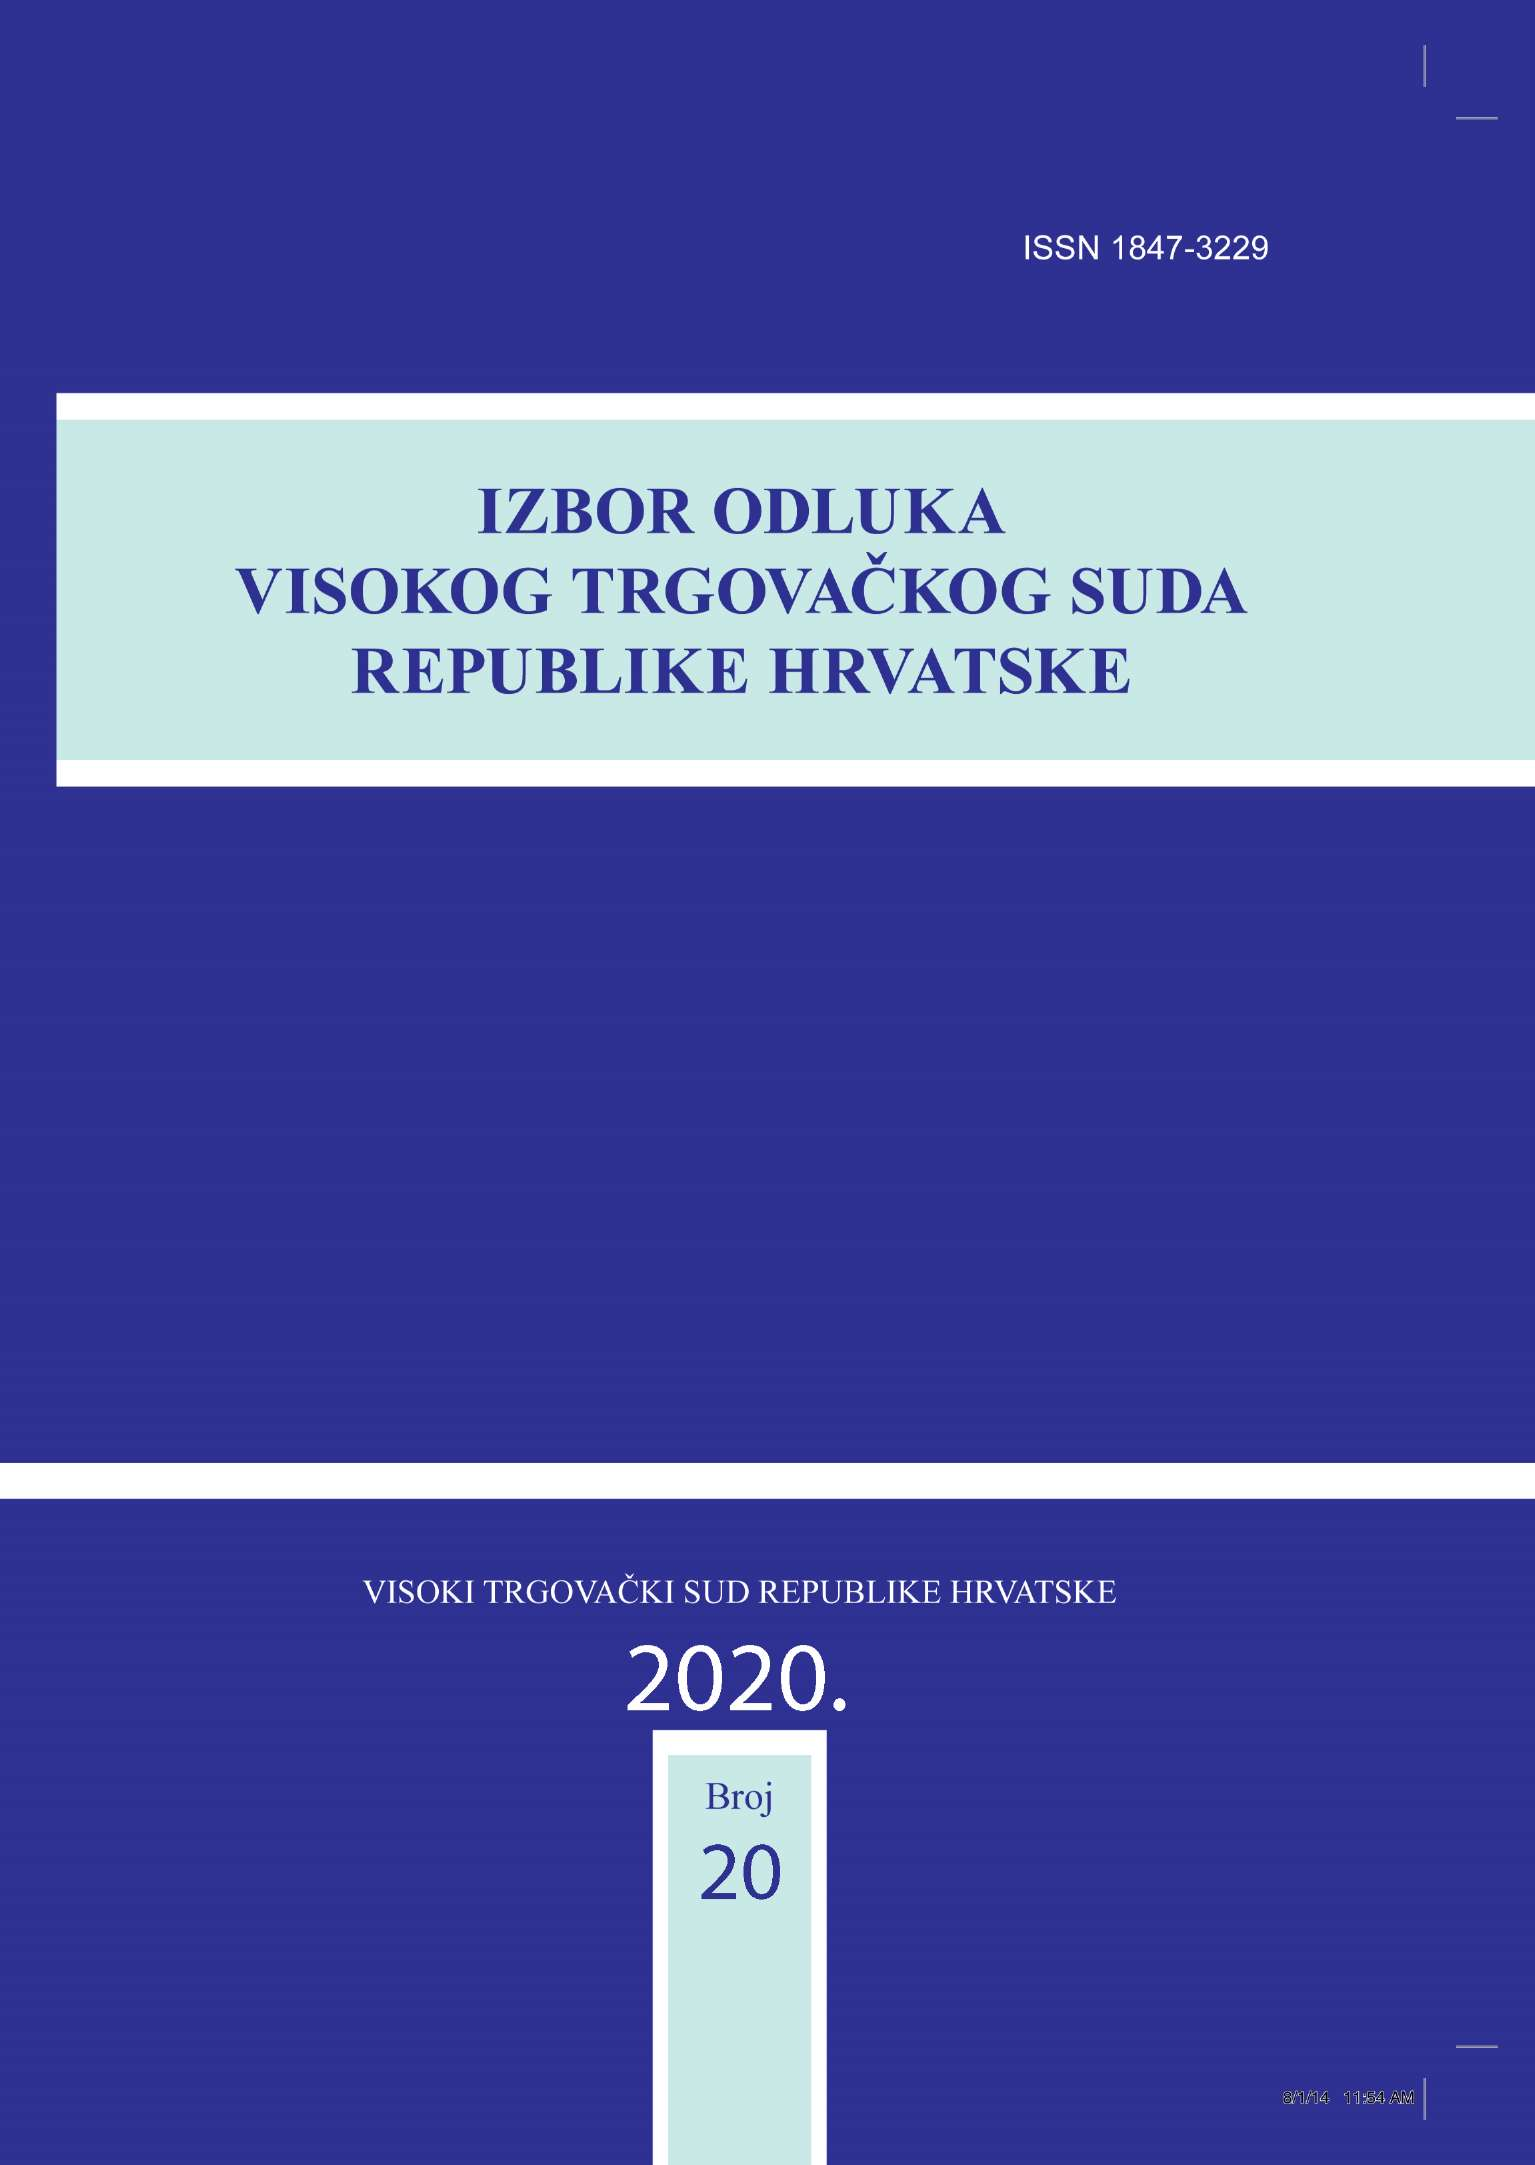 ISSN 1847-3229
IZBOR ODLUKA
VISOKOG TRGOVAČKOG SUDA
REPUBLIKE HRVATSKE
VISOKI TRGOVAČKI SUD REPUBLIKE HRVATSKE
2020.
Broj
20
8/1/14 11:54 AM